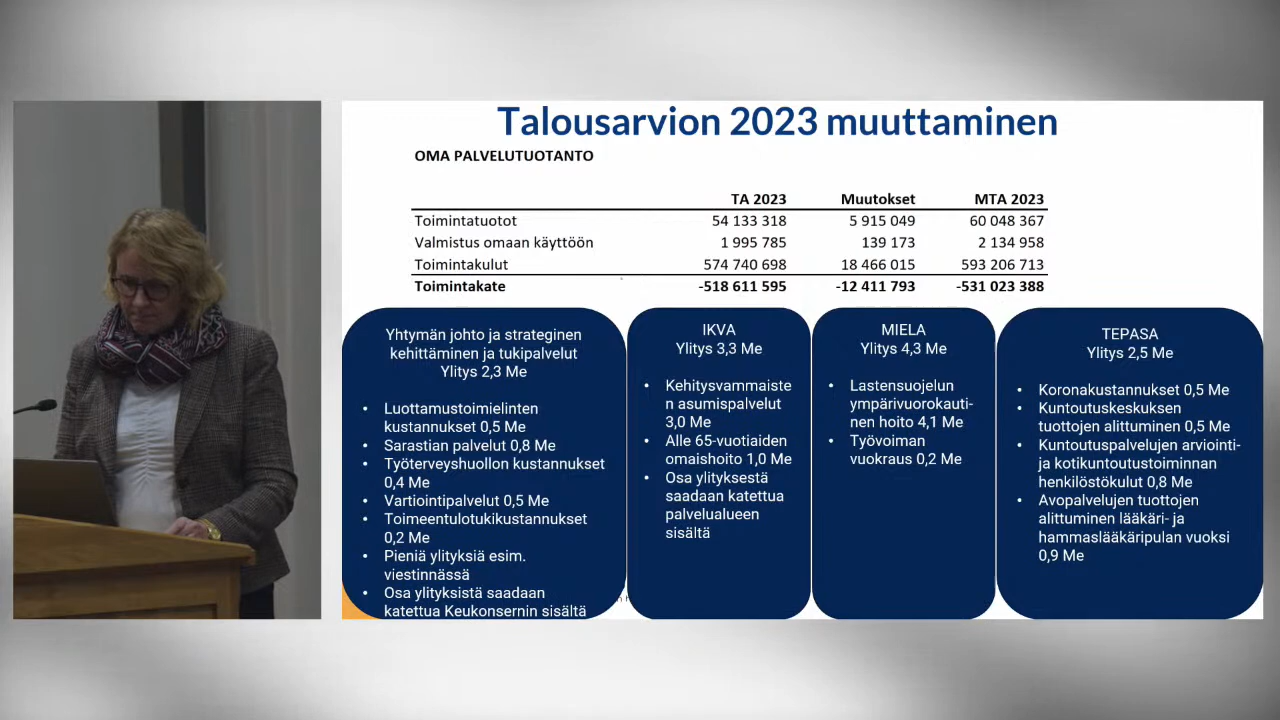 Talousarvion 2023 muuttaminen
OMA PALVELUTUOTANTO
TA 2023 Muutokset MTA 2023
Toimintatuotot 54 133 318 5 915 049 60 048 367
Valmistus omaan käyttöön 1 995 785 139 173 2 134 958
Toimintakulut 574 740 698 18 466 015 593 206 713
Toimintakate -518 611 595 -12 411 793 -531 023 388
Yhtymän johto ja strateginen
kehittäminen ja tukipalvelut
Ylitys 2,3 Me
• Luottamustoimielinten
kustannukset 0,5 Me
• Sarastian palvelut 0,8 Me
• Työterveyshuollon kustannukset
0,4 Me
• Vartiointipalvelut 0,5 Me
• Toimeentulotukikustannukset
0,2 Me
• Pieniä ylityksiä esim.
viestinnässä
• Osa ylityksistä saadaan
katettua Keukonsernin sisältä
IKVA
Ylitys 3,3 Me
• Kehitysvammaiste
n asumispalvelut
3,0 Me
• Alle 65-vuotiaiden
omaishoito 1,0 Me
• Osa ylityksestä
saadaan katettua
palvelualueen
sisältä
MIELA
Ylitys 4,3 Me
• Lastensuojelun
ympärivuorokauti-
nen hoito 4,1 Me
• Työvoiman
vuokraus 0,2 Me
TEPASA
Ylitys 2,5 Me
• Koronakustannukset 0,5 Me
• Kuntoutuskeskuksen
tuottojen alittuminen 0,5 Me
• Kuntoutuspalvelujen arviointi-
ja kotikuntoutustoiminnan
henkilöstökulut 0,8 Me
• Avopalvelujen tuottojen
alittuminen lääkäri- ja
hammaslääkäripulan vuoksi
0,9 Me